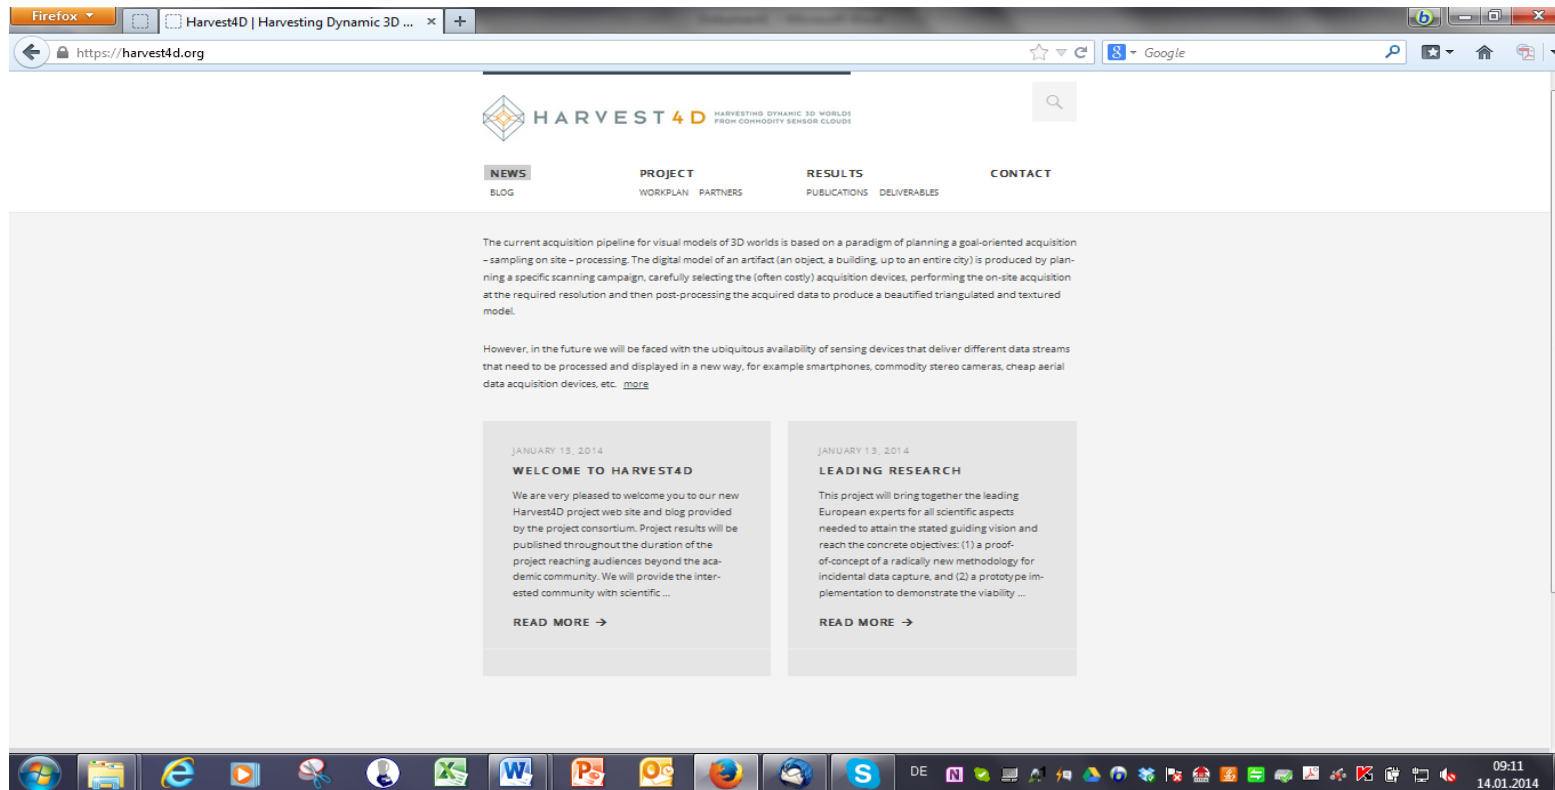 Firefox
Harvest4D | Harvesting Dynamic 3D ...
https://harvest4d.org
Google
HARVEST4D
HARVESTING DYNAMIC 3D WORLDS
FROM COMMODITY SENSOR CLOUDS
NEWS PROJECT RESULTS CONTACT
BLOG WORKPLAN PARTNERS PUBLICATIONS DELIVERABLES
The current acquisition pipeline for visual models of 3D worlds is based on a paradigm of planning a goal-oriented acquisition
– sampling on site – processing. The digital model of an artifact (an object, a building, up to an entire city) is produced by plan-
ning a specific scanning campaign, carefully selecting the (often costly) acquisition devices, performing the on-site acquisition
at the required resolution and then post-processing the acquired data to produce a beautified triangulated and textured
model.
However, in the future we will be faced with the ubiquitous availability of sensing devices that deliver different data streams
that need to be processed and displayed in a new way, for example smartphones, commodity stereo cameras, cheap aerial
data acquisition devices, etc. more
JANUARY 13, 2014
WELCOME TO HARVEST4D
We are very pleased to welcome you to our new
Harvest4D project web site and blog provided
by the project consortium. Project results will be
published throughout the duration of the
project reaching audiences beyond the aca-
demic community. We will provide the inter-
ested community with scientific ...
READ MORE →
JANUARY 13, 2014
LEADING RESEARCH
This project will bring together the leading
European experts for all scientific aspects
needed to attain the stated guiding vision and
reach the concrete objectives: (1) a proof-
of-concept of a radically new methodology for
incidental data capture, and (2) a prototype im-
plementation to demonstrate the viability ...
READ MORE →
DE
09:11
14.01.2014